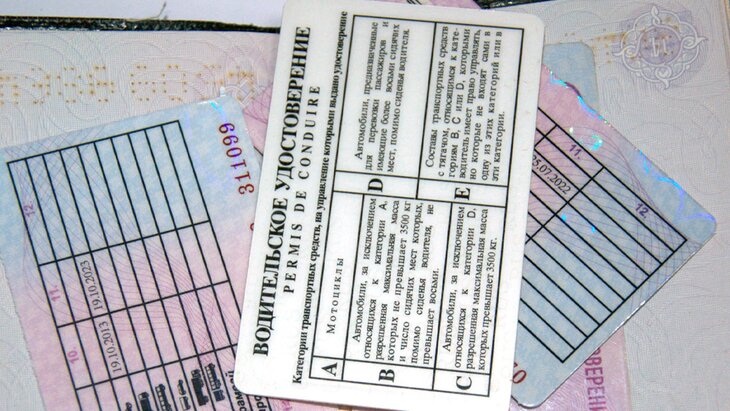 ВОДИТЕЛЬСКОЕ УДОСТОВЕРЕНИЕ
PERMIS DE CONDUIRE
Категории транспортных средств, на управление которыми выдано удостоверение
A
Мотоциклы
B
Автомобили, за исключением
относящихся к категории A,
разрешенная максимальная масса
которых не превышает 3500 кг
и число сидячих мест которых,
помимо сиденья водителя, не
превышает восьми.
C
Автомобили, за исключением
относящихся к категории D,
разрешенная максимальная масса
которых превышает 3500 кг.
D
Автомобили, предназначенные
для перевозки пассажиров и
имеющие более восьми сидячих
мест, помимо сиденья водителя.
E
Составы транспортных средств
с тягачом, относящимся к кате-
гориям B, C или D, которыми
водитель имеет право управлять,
но которые не входят сами в
одну из этих категорий или в
эти категории.
311099
12.
11.
10.
19.10.2013
19.10.2023
11.
12.
25.07.2022